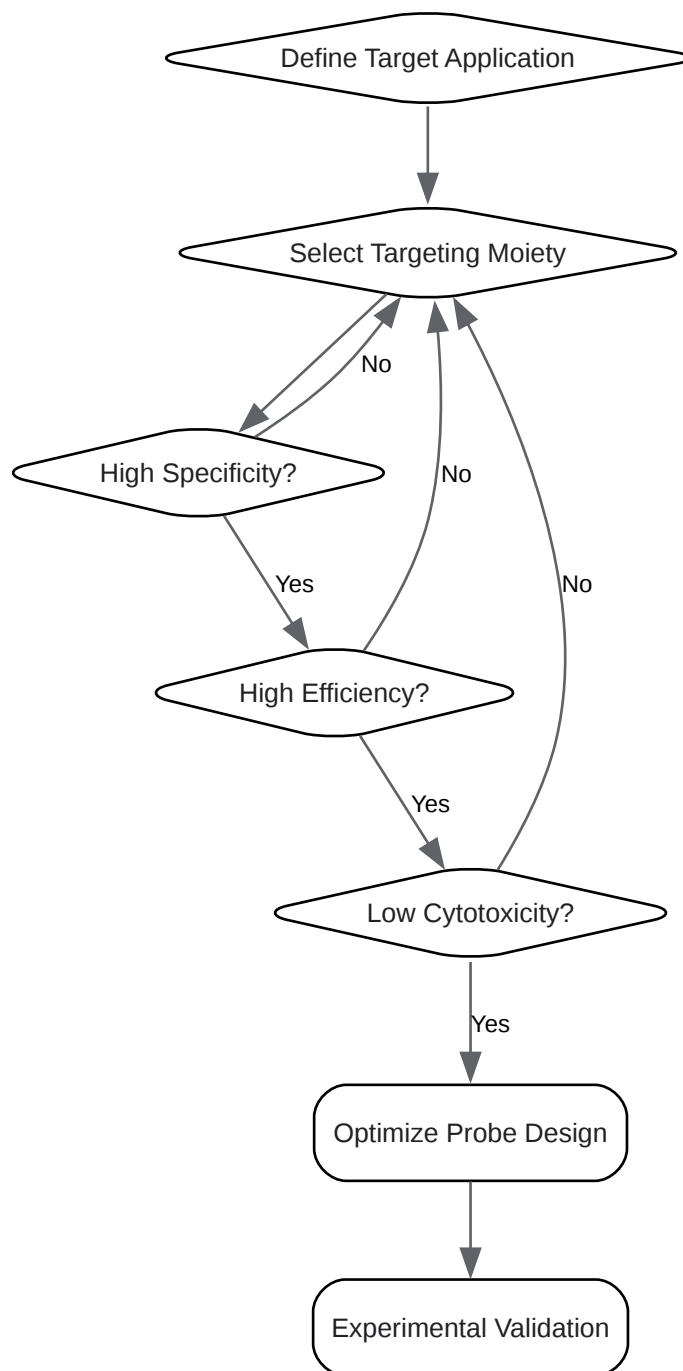 Define Target Application
Select Targeting Moiety
No
High Specificity?
No
Yes
No
High Efficiency?
Yes
Low Cytotoxicity?
Yes
Optimize Probe Design
Experimental Validation